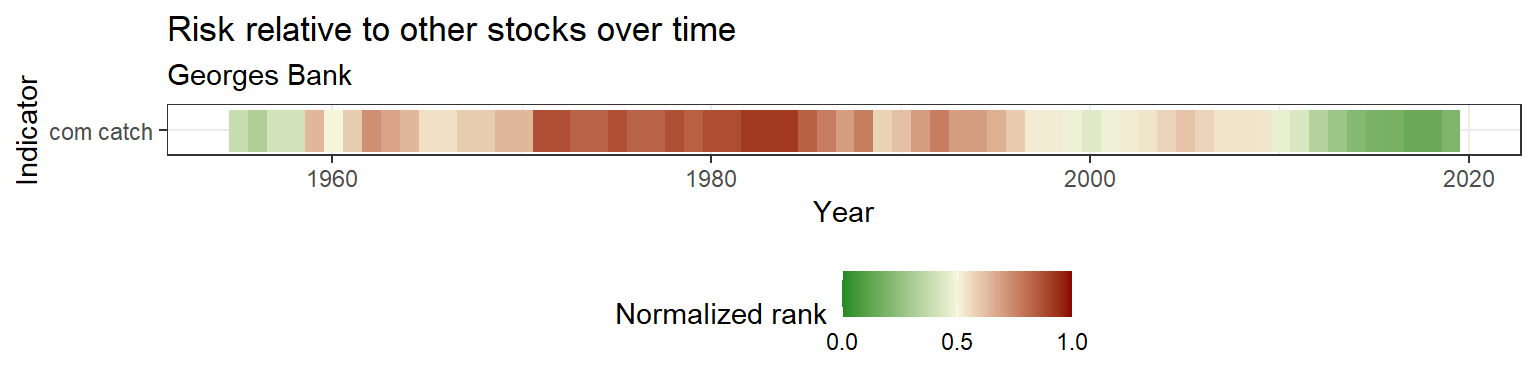 Risk relative to other stocks over time
Georges Bank
Indicator
com catch
1960 1980 2000 2020
Year
Normalized rank
0.0 0.5 1.0